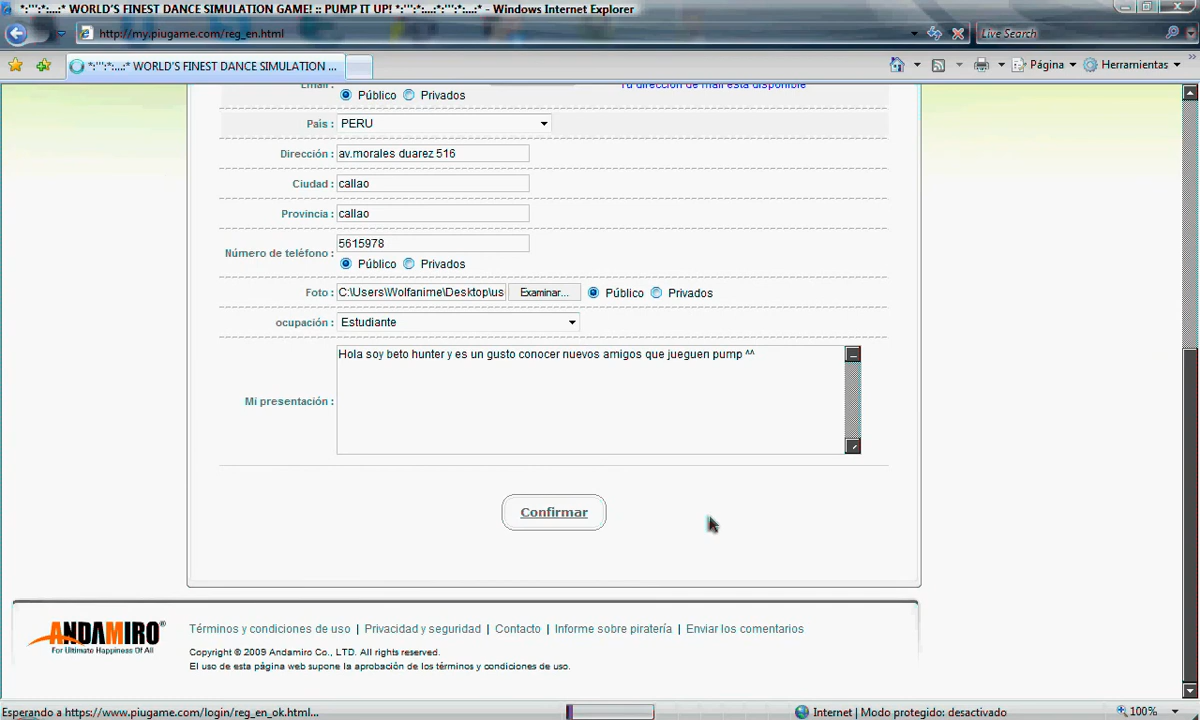 *:''':*:...:* WORLD'S FINEST DANCE SIMULATION GAME! :: PUMP IT UP! *:''':*:...:*':''':*:...:* - Windows Internet Explorer
http://my.piugame.com/reg_en.html
Live Search
*:''':*:...:* WORLD'S FINEST DANCE SIMULATION ...
Página
Herramientas
Email :
Tu dirección de mail está disponible
Público Privados
País : PERU
Dirección : av.morales duarez 516
Ciudad : callao
Provincia : callao
Número de teléfono : 5615978
Público Privados
Foto : C:\Users\Wolfanime\Desktop\us Examinar... Público Privados
ocupación : Estudiante
Mi presentación : Hola soy beto hunter y es un gusto conocer nuevos amigos que jueguen pump ^^
Confirmar
ANDAMIRO®
For Ultimate Happiness Of All
Términos y condiciones de uso | Privacidad y seguridad | Contacto | Informe sobre piratería | Enviar los comentarios
Copyright © 2009 Andamiro Co., LTD. All rights reserved.
El uso de esta página web supone la aprobación de los términos y condiciones de uso.
Esperando a https://www.piugame.com/login/reg_en_ok.html...
Internet | Modo protegido: desactivado
100%